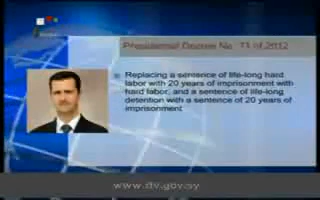 Presidential Decree No. 71 of 2012
Replacing a sentence of life-long hard
labor with 20 years of imprisonment with
hard labor, and a sentence of life-long
detention with a sentence of 20 years of
imprisonment
www.rtv.gov.sy